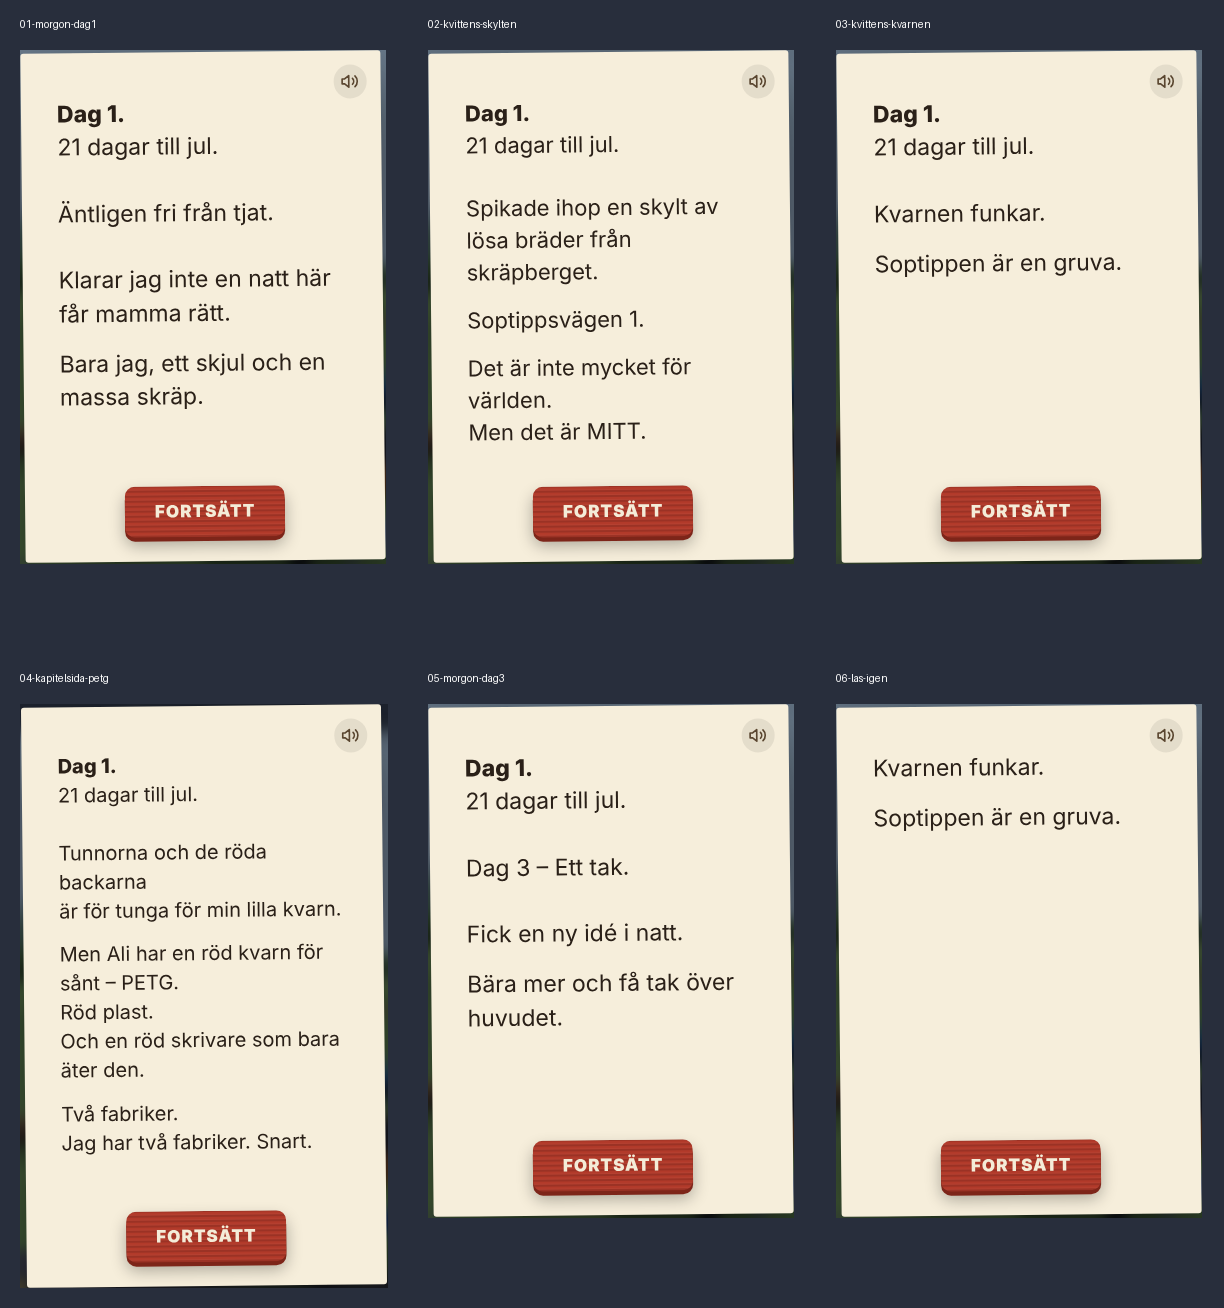 01-morgon-dag1
Dag 1.
21 dagar till jul.
Äntligen fri från tjat.
Klarar jag inte en natt här
får mamma rätt.
Bara jag, ett skjul och en
massa skräp.
FORTSÄTT
02-kvittens-skylten
Dag 1.
21 dagar till jul.
Spikade ihop en skylt av
lösa bräder från
skräpberget.
Soptippsvägen 1.
Det är inte mycket för
världen.
Men det är MITT.
FORTSÄTT
03-kvittens-kvarnen
Dag 1.
21 dagar till jul.
Kvarnen funkar.
Soptippen är en gruva.
FORTSÄTT
04-kapitelsida-petg
Dag 1.
21 dagar till jul.
Tunnorna och de röda
backarna
är för tunga för min lilla kvarn.
Men Ali har en röd kvarn för
sånt – PETG.
Röd plast.
Och en röd skrivare som bara
äter den.
Två fabriker.
Jag har två fabriker. Snart.
FORTSÄTT
05-morgon-dag3
Dag 1.
21 dagar till jul.
Dag 3 – Ett tak.
Fick en ny idé i natt.
Bära mer och få tak över
huvudet.
FORTSÄTT
06-las-igen
Kvarnen funkar.
Soptippen är en gruva.
FORTSÄTT